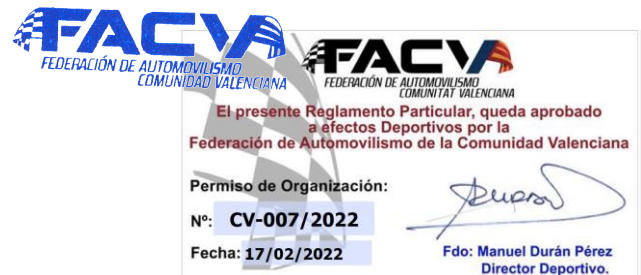 FACV
FEDERACIÓN DE AUTOMOVILISMO
COMUNIDAD VALENCIANA
FACV
FEDERACIÓN DE AUTOMOVILISMO
COMUNITAT VALENCIANA
El presente Reglamento Particular, queda aprobado
a efectos Deportivos por la
Federación de Automovilismo de la Comunidad Valenciana
Permiso de Organización:
Nº: CV-007/2022
Fecha: 17/02/2022
Fdo: Manuel Durán Pérez
Director Deportivo.